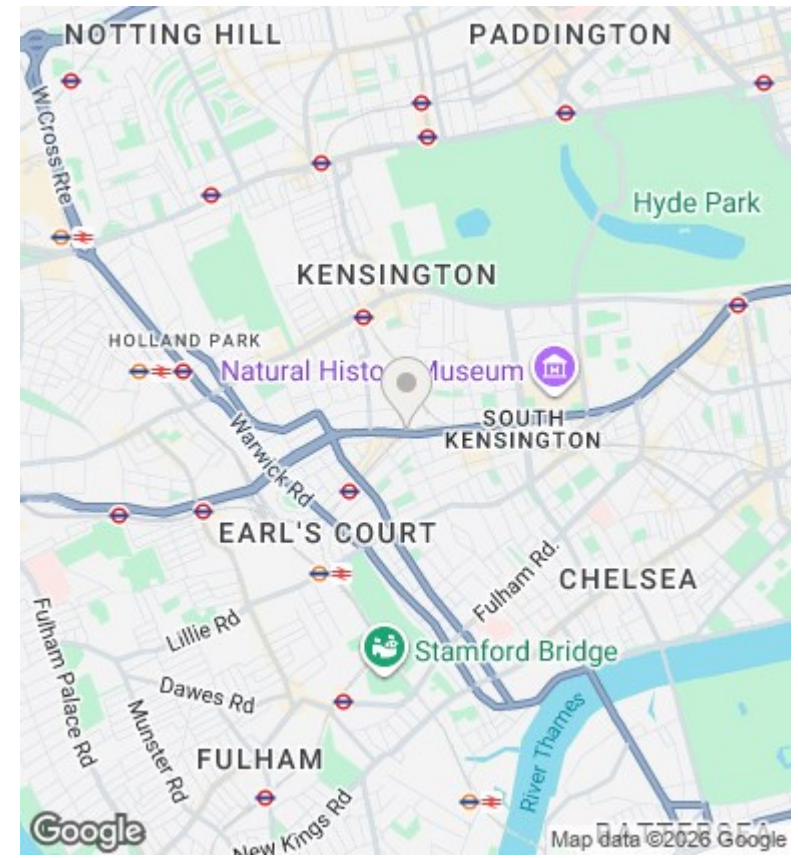 NOTTING HILL
PADDINGTON
W Cross Rte
Hyde Park
KENSINGTON
HOLLAND PARK
Natural History Museum
SOUTH
KENSINGTON
Warwick Rd
EARL'S COURT
Fulham Rd.
CHELSEA
Lillie Rd
Stamford Bridge
Fulham Palace Rd
Dawes Rd
Munster Rd
FULHAM
River Thames
New Kings Rd
BATTERSEA
Google
Map data ©2026 Google